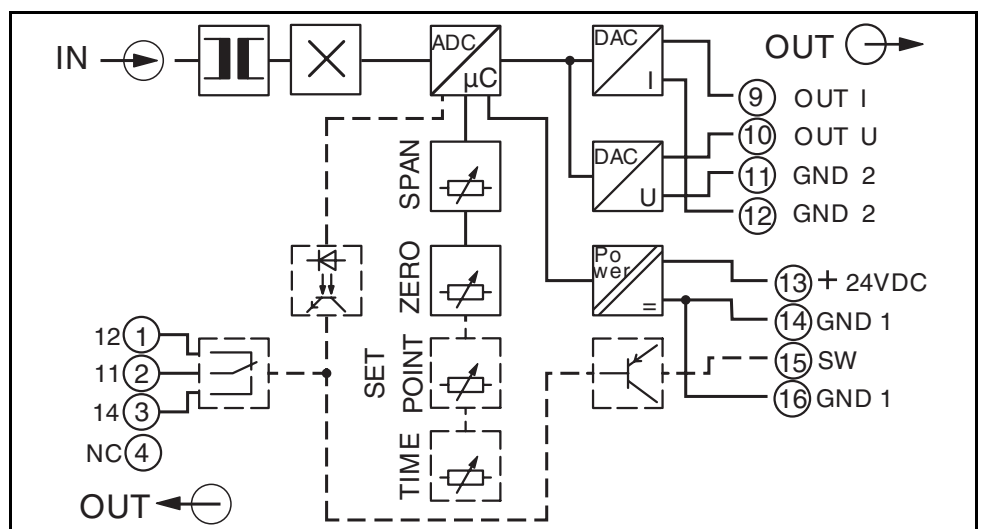 IN
ADC
µC
DAC
I
OUT
9 OUT I
10 OUT U
DAC
U
11 GND 2
12 GND 2
SPAN
ZERO
Po
wer
=
13 + 24VDC
14 GND 1
15 SW
16 GND 1
12 1
11 2
14 3
NC 4
SET
POINT
TIME
OUT